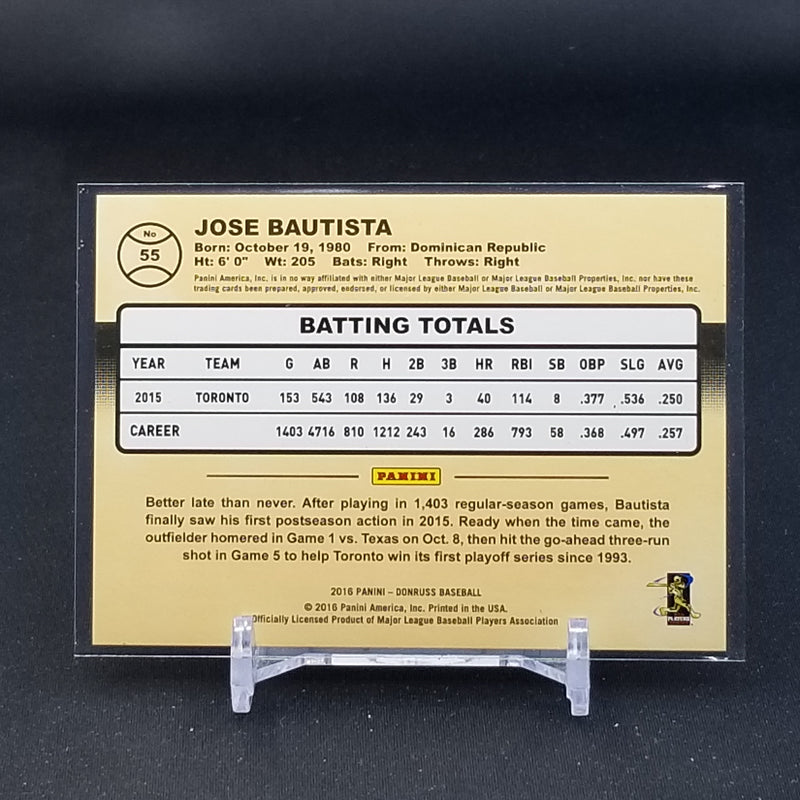 No
55
JOSE BAUTISTA
Born: October 19, 1980 From: Dominican Republic
Ht: 6' 0" Wt: 205 Bats: Right Throws: Right
Panini America, Inc. is in no way affiliated with either Major League Baseball or Major League Baseball Properties, Inc. nor have these
trading cards been prepared, approved, endorsed, or licensed by either Major League Baseball or Major League Baseball Properties, Inc.
BATTING TOTALS
YEAR TEAM G AB R H 2B 3B HR RBI SB OBP SLG AVG
2015 TORONTO 153 543 108 136 29 3 40 114 8 .377 .536 .250
CAREER 1403 4716 810 1212 243 16 286 793 58 .368 .497 .257
PANINI
Better late than never. After playing in 1,403 regular-season games, Bautista
finally saw his first postseason action in 2015. Ready when the time came, the
outfielder homered in Game 1 vs. Texas on Oct. 8, then hit the go-ahead three-run
shot in Game 5 to help Toronto win its first playoff series since 1993.
2016 PANINI – DONRUSS BASEBALL
© 2016 Panini America, Inc. Printed in the USA.
Officially Licensed Product of Major League Baseball Players Association
PLAYERS